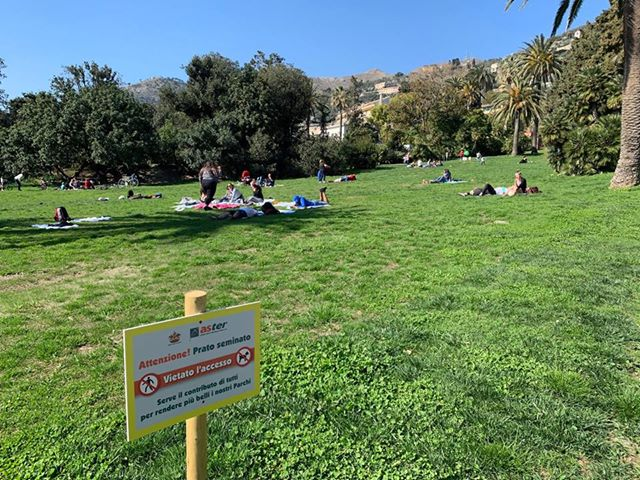 aster
Attenzione! Prato seminato
Vietato l'accesso
Serve il contributo di tutti
per rendere più belli i nostri Parchi